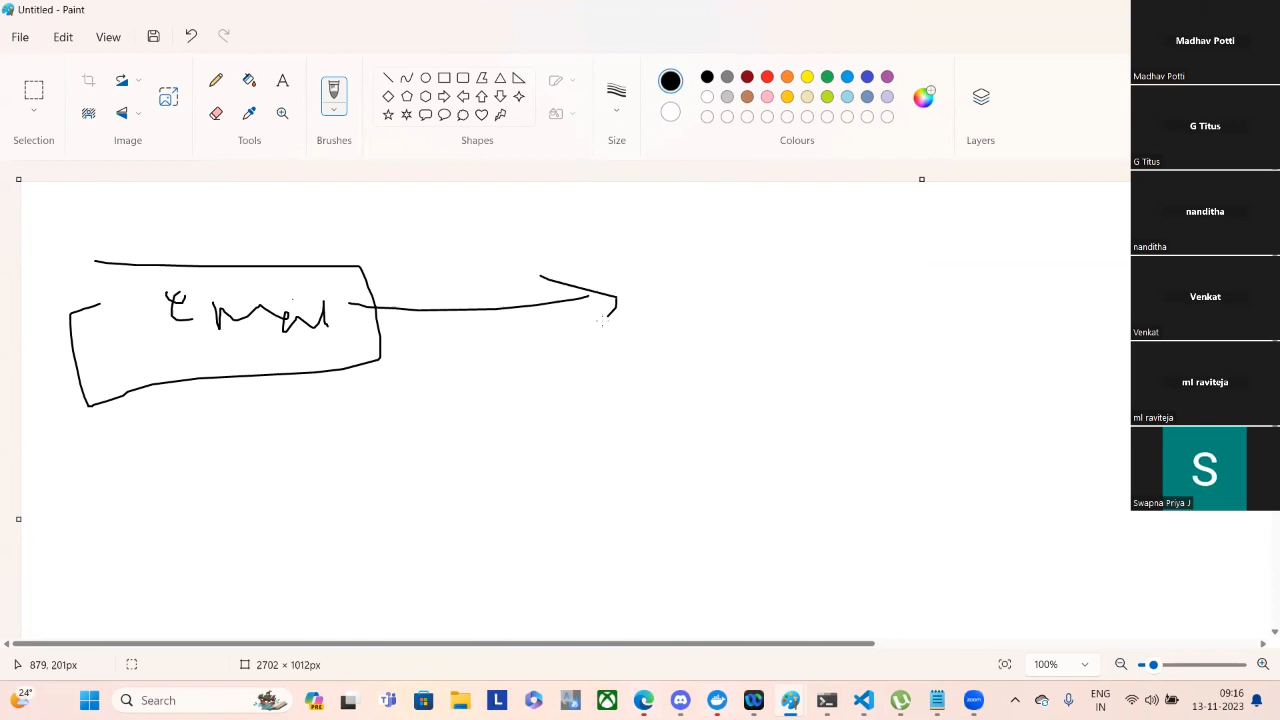 Untitled - Paint
File Edit View
Selection
Image
Tools
Brushes
Shapes
Size
Colours
Layers
Madhav Potti
Madhav Potti
G Titus
G Titus
nanditha
nanditha
Venkat
Venkat
ml raviteja
ml raviteja
S
Swapna Priya J
Email
879, 201px
2702 × 1012px
100%
24°
Search
ENG
IN
09:16
13-11-2023